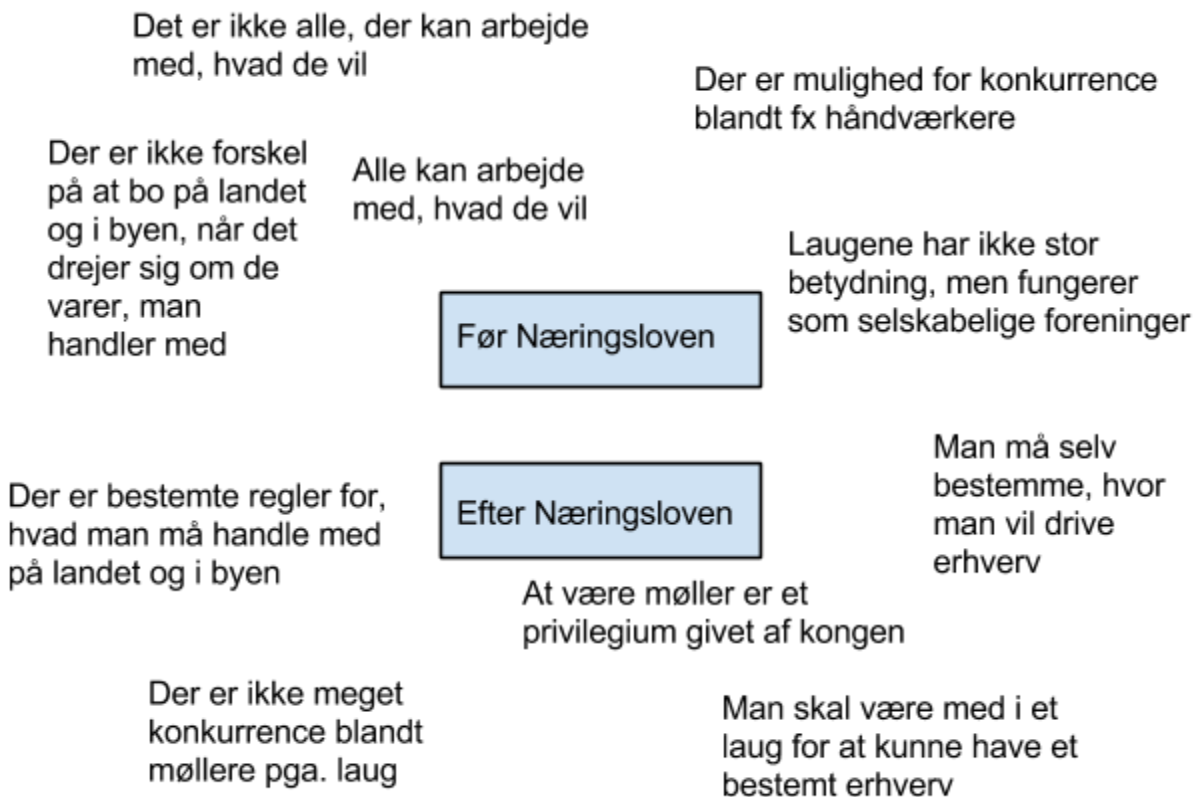 Det er ikke alle, der kan arbejde
med, hvad de vil
Der er mulighed for konkurrence
blandt fx håndværkere
Der er ikke forskel
på at bo på landet
og i byen, når det
drejer sig om de
varer, man
handler med
Alle kan arbejde
med, hvad de vil
Laugene har ikke stor
betydning, men fungerer
som selskabelige foreninger
Før Næringsloven
Man må selv
bestemme, hvor
man vil drive
erhverv
Der er bestemte regler for,
hvad man må handle med
på landet og i byen
Efter Næringsloven
At være møller er et
privilegium givet af kongen
Der er ikke meget
konkurrence blandt
møllere pga. laug
Man skal være med i et
laug for at kunne have et
bestemt erhverv